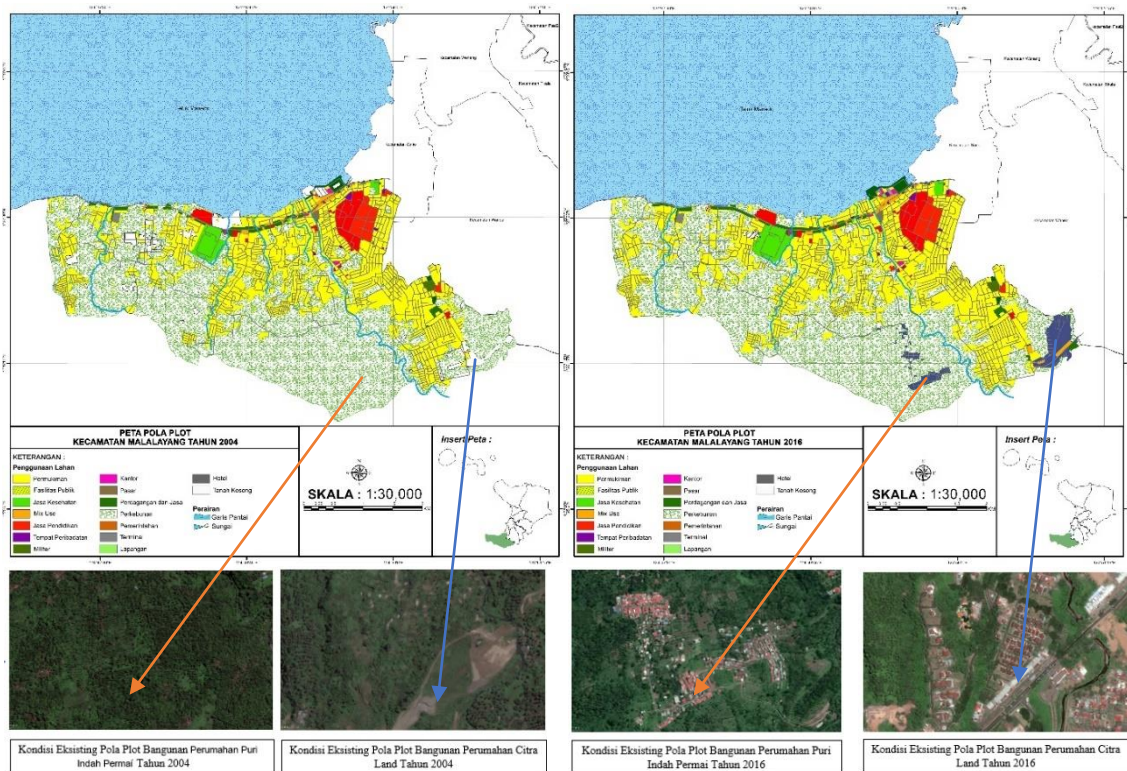 PETA POLA PLOT
KECAMATAN MALALAYANG TAHUN 2004
KETERANGAN :
Penggunaan Lahan
Permukiman
Fasilitas Publik
Jasa Kesehatan
Mix Use
Jasa Pendidikan
Tempat Peribadatan
Militer
Kantor
Pasar
Perdagangan dan Jasa
Perkebunan
Pemerintahan
Terminal
Lapangan
Hotel
Tanah Kosong
Perairan
Garis Pantai
Sungai
SKALA : 1:30,000
Insert Peta :
PETA POLA PLOT
KECAMATAN MALALAYANG TAHUN 2016
KETERANGAN :
Penggunaan Lahan
Permukiman
Fasilitas Publik
Jasa Kesehatan
Mix Use
Jasa Pendidikan
Tempat Peribadatan
Militer
Kantor
Pasar
Perdagangan dan Jasa
Perkebunan
Pemerintahan
Terminal
Lapangan
Hotel
Tanah Kosong
Perairan
Garis Pantai
Sungai
SKALA : 1:30,000
Insert Peta :
Kondisi Eksisting Pola Plot Bangunan Perumahan Puri
Indah Permai Tahun 2004
Kondisi Eksisting Pola Plot Bangunan Perumahan Citra
Land Tahun 2004
Kondisi Eksisting Pola Plot Bangunan Perumahan Puri
Indah Permai Tahun 2016
Kondisi Eksisting Pola Plot Bangunan Perumahan Citra
Land Tahun 2016